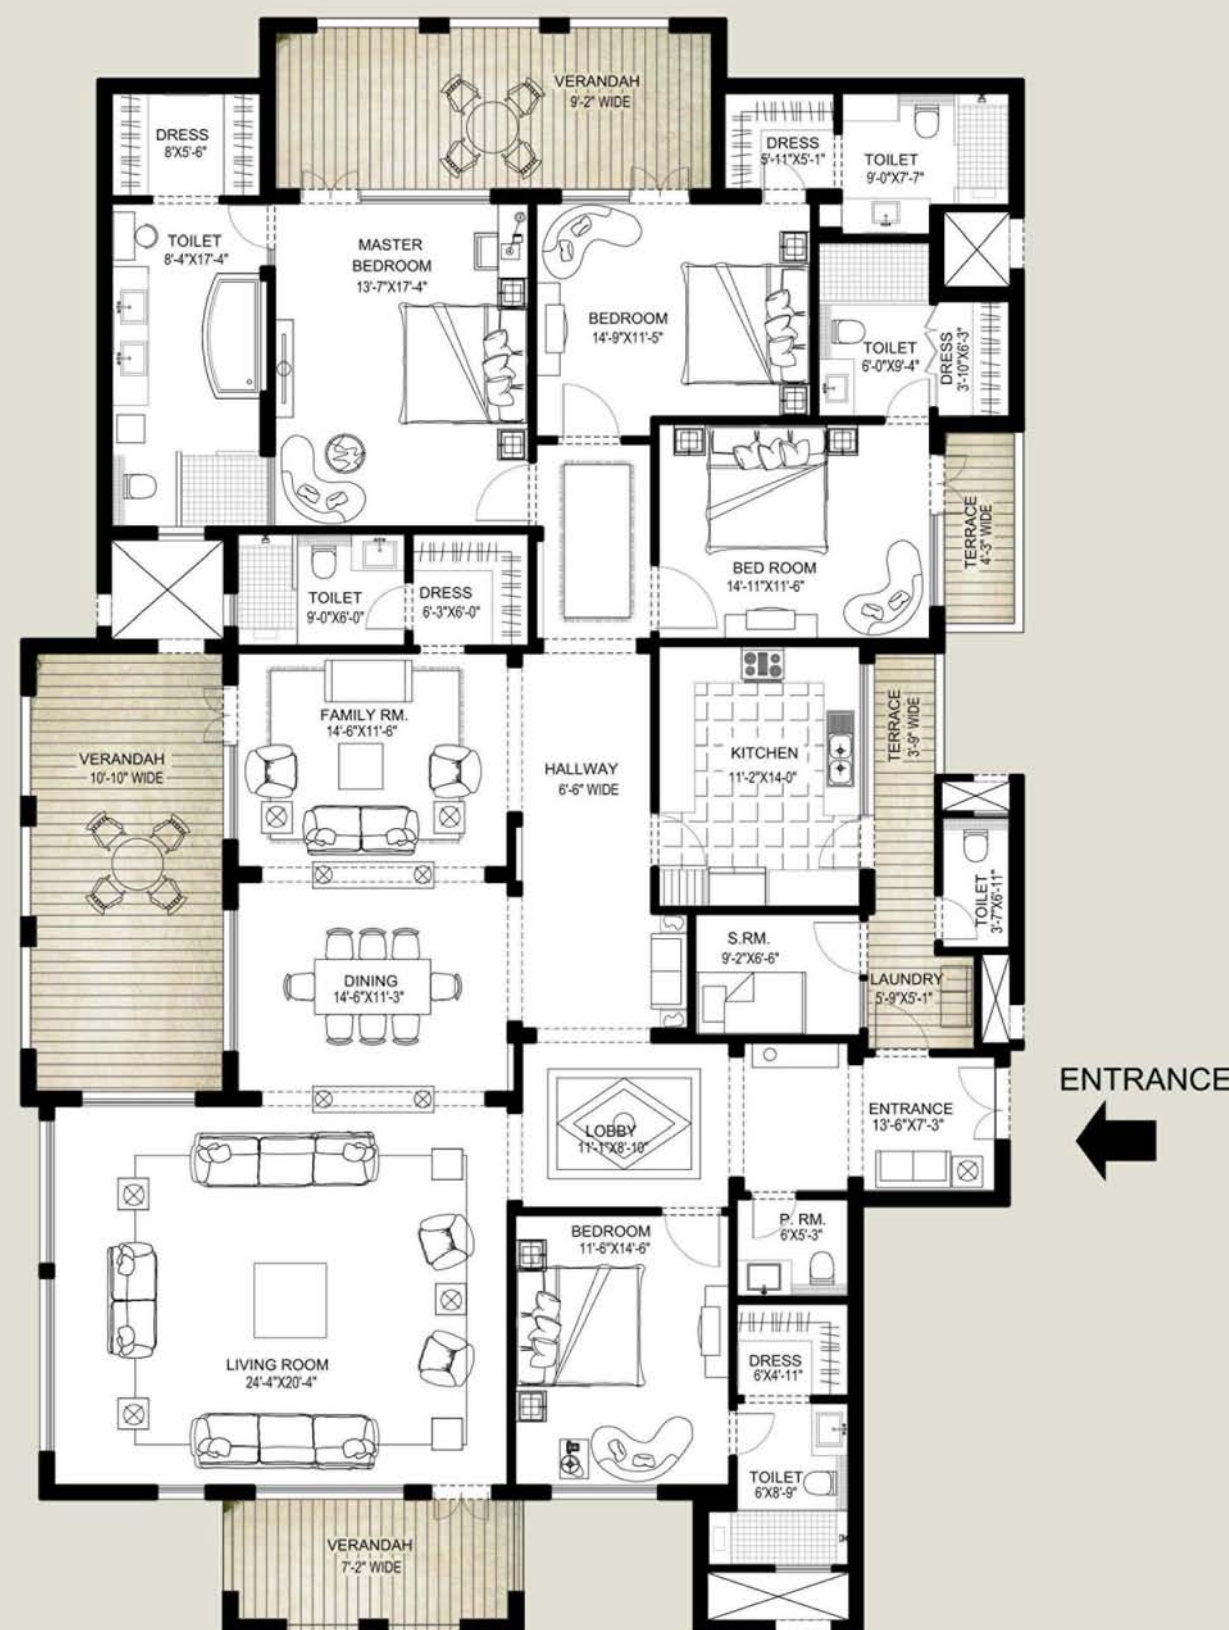 VERANDAH
9'-2" WIDE
DRESS
8'X5'-6"
DRESS
5'-11"X5'-1"
TOILET
9'-0"X7'-7"
TOILET
8'-4"X17'-4"
MASTER
BEDROOM
13'-7"X17'-4"
BEDROOM
14'-9"X11'-5"
TOILET
6'-0"X9'-4"
DRESS
3'-10"X6'-3"
TERRACE
4'-3" WIDE
BED ROOM
14'-11"X11'-6"
TOILET
9'-0"X6'-0"
DRESS
6'-3"X6'-0"
FAMILY RM.
14'-6"X11'-6"
VERANDAH
10'-10" WIDE
HALLWAY
6'-6" WIDE
KITCHEN
11'-2"X14'-0"
TERRACE
3'-9" WIDE
TOILET
3'-7"X6'-11"
S.RM.
9'-2"X6'-6"
DINING
14'-6"X11'-3"
LAUNDRY
5'-9"X5'-1"
ENTRANCE
ENTRANCE
13'-6"X7'-3"
LOBBY
11'-1"X8'-10"
P. RM.
6'X5'-3"
BEDROOM
11'-6"X14'-6"
LIVING ROOM
24'-4"X20'-4"
DRESS
6'X4'-11"
TOILET
6'X8'-9"
VERANDAH
7'-2" WIDE